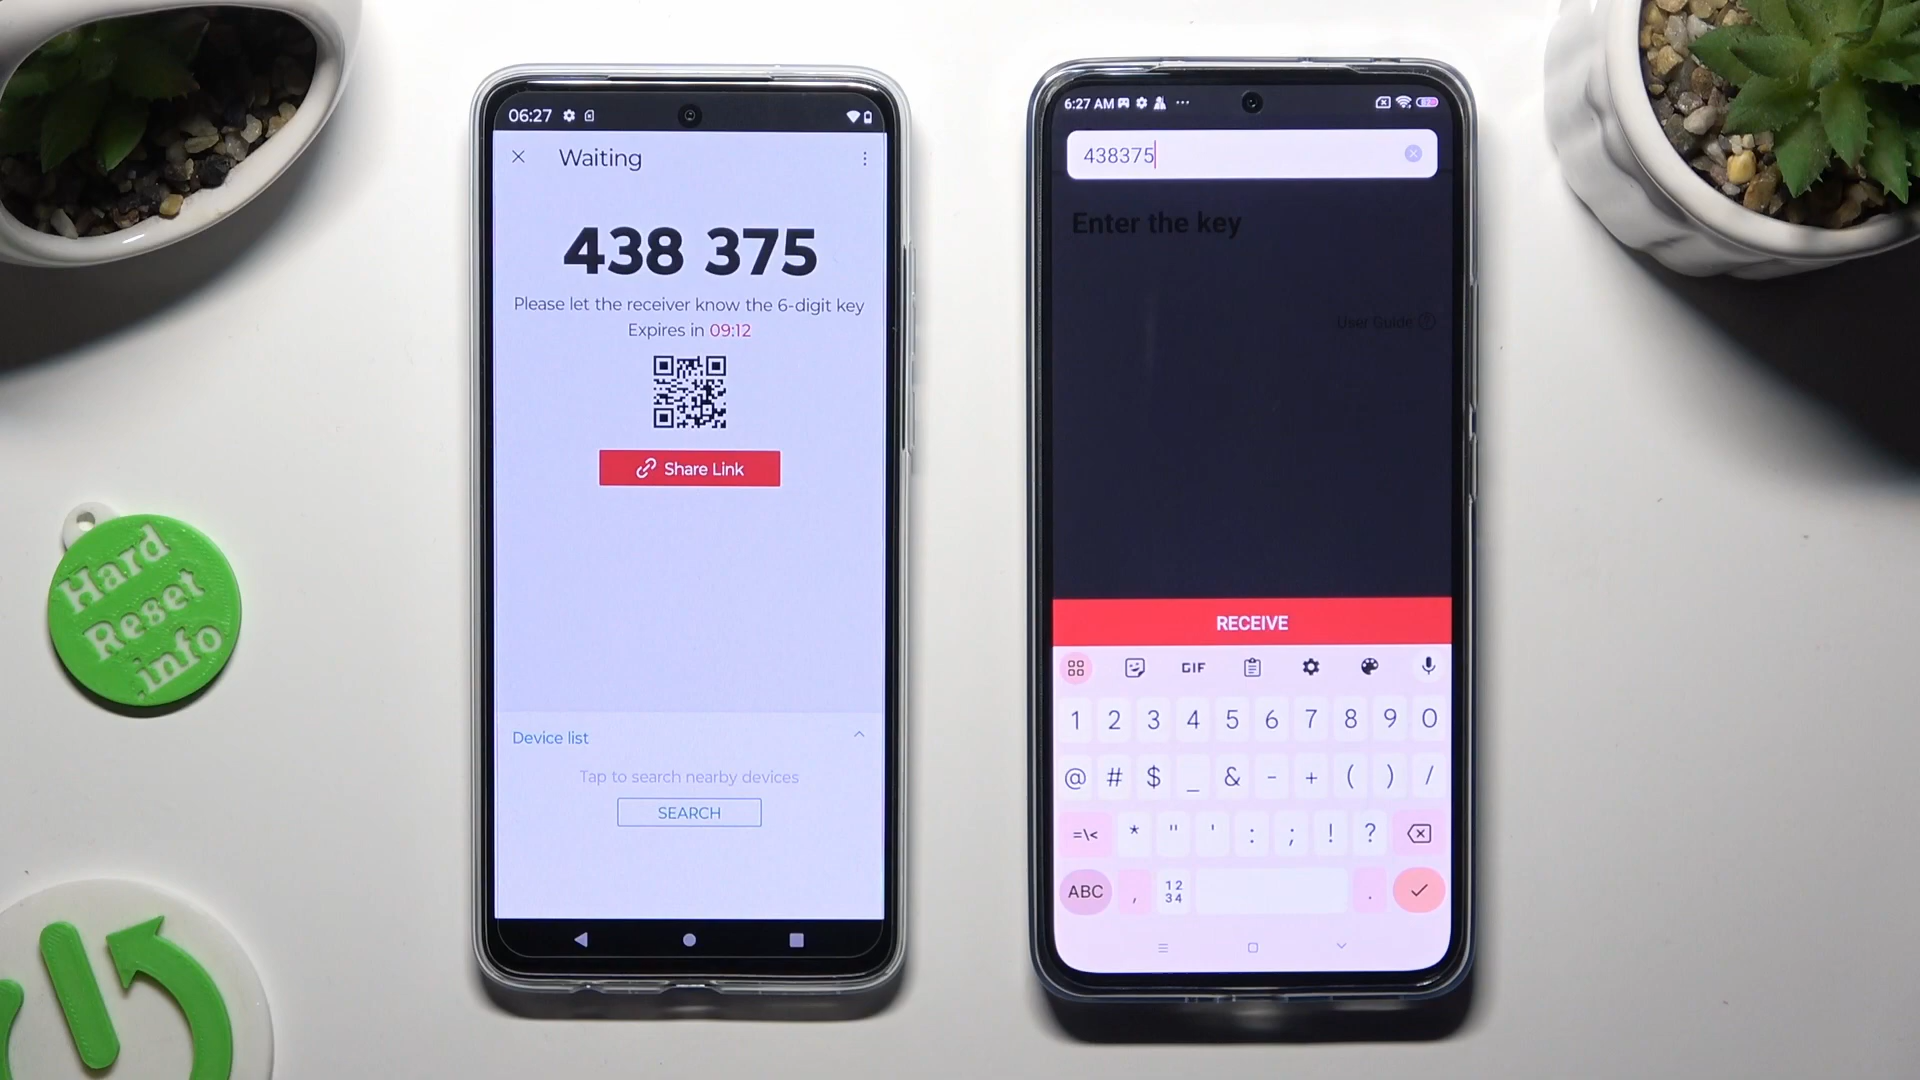 06:27
Waiting
438 375
Please let the receiver know the 6-digit key
Expires in 09:12
Share Link
Device list
Tap to search nearby devices
SEARCH
6:27 AM
438375
Enter the key
User Guide
RECEIVE
GIF
1 2 3 4 5 6 7 8 9 0
@ # $ _ & - + ( ) /
=\< * " ' : ; ! ?
ABC , 12 34 .
Hard
Reset
info